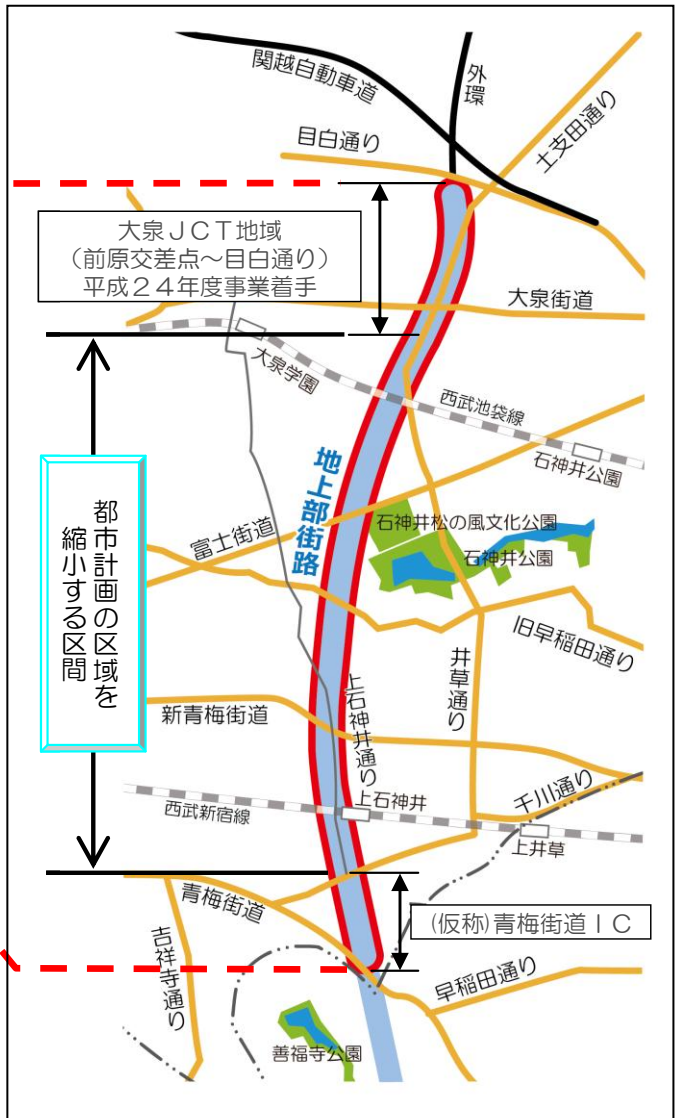 関越自動車道
外環
目白通り
土支田通り
大泉JCT地域
(前原交差点~目白通り)
平成24年度事業着手
大泉街道
大泉学園
西武池袋線
石神井公園
地上部街路
石神井松の風文化公園
石神井公園
富士街道
都市計画の区域を
縮小する区間
旧早稲田通り
井草通り
上石神井通り
新青梅街道
千川通り
西武新宿線
上石神井
上井草
青梅街道
(仮称)青梅街道IC
吉祥寺通り
早稲田通り
善福寺公園